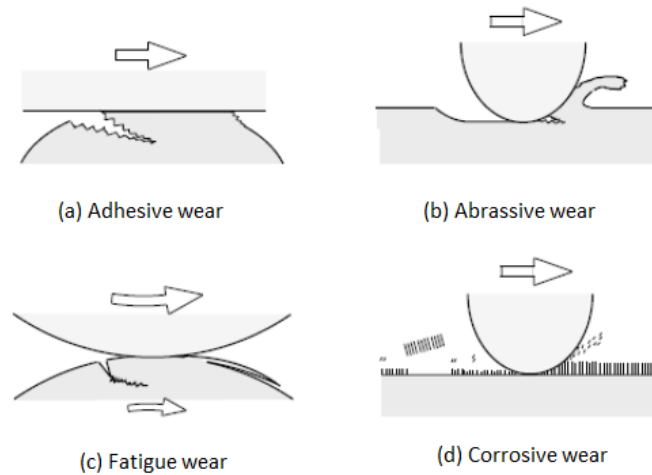 (a) Adhesive wear
(b) Abrassive wear
(c) Fatigue wear
(d) Corrosive wear